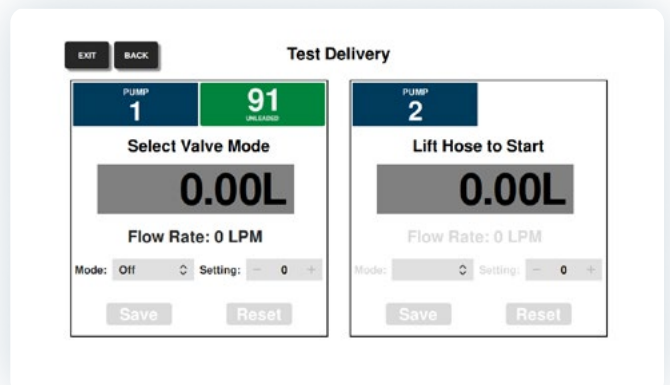 EXIT BACK Test Delivery
PUMP
1
91
UNLEADED
Select Valve Mode
0.00L
Flow Rate: 0 LPM
Mode: Off Setting: − 0 +
Save Reset
PUMP
2
Lift Hose to Start
0.00L
Flow Rate: 0 LPM
Mode: Setting: − 0 +
Save Reset